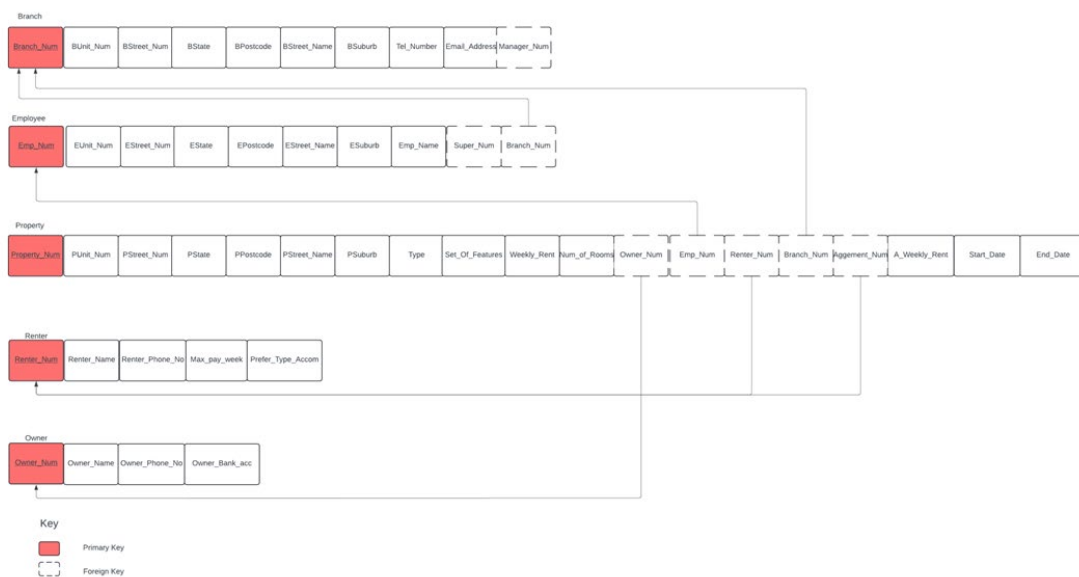 Branch
Branch_Num BUnit_Num BStreet_Num BState BPostcode BStreet_Name BSuburb Tel_Number Email_Address Manager_Num
Employee
Emp_Num EUnit_Num EStreet_Num EState EPostcode EStreet_Name ESuburb Emp_Name Super_Num Branch_Num
Property
Property_Num PUnit_Num PStreet_Num PState PPostcode PStreet_Name PSuburb Type Set_Of_Features Weekly_Rent Num_of_Rooms Owner_Num Emp_Num Renter_Num Branch_Num Aggement_Num A_Weekly_Rent Start_Date End_Date
Renter
Renter_Num Renter_Name Renter_Phone_No Max_pay_week Prefer_Type_Accom
Owner
Owner_Num Owner_Name Owner_Phone_No Owner_Bank_acc
Key
Primary Key
Foreign Key